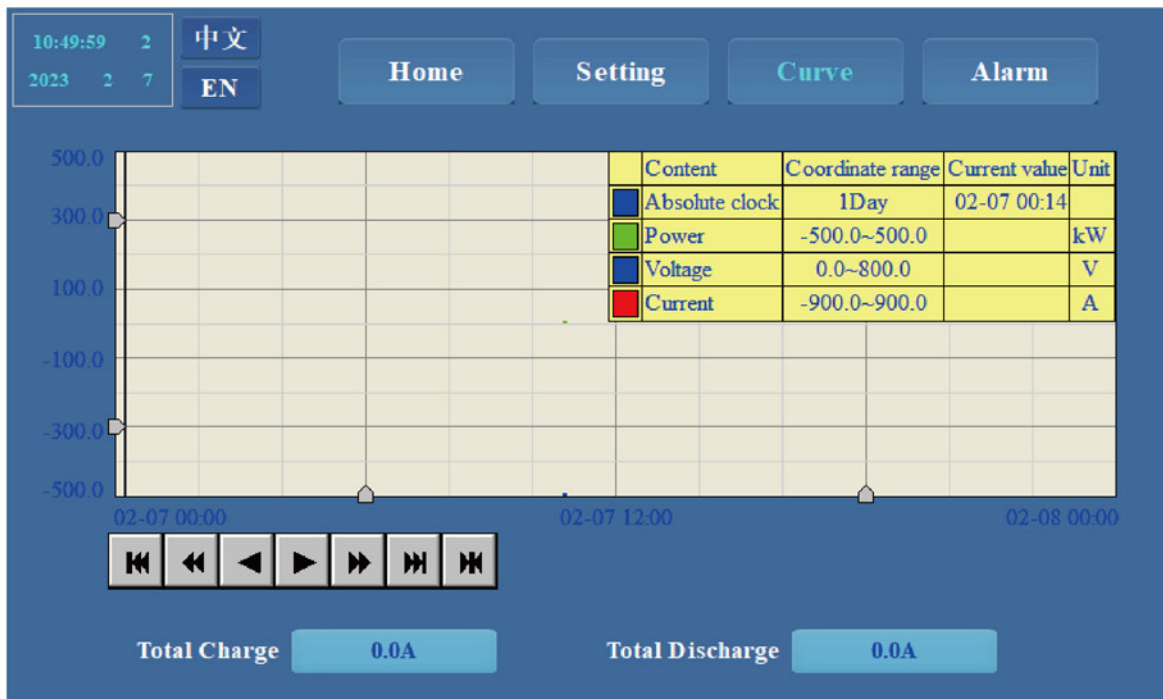 10:49:59 2
2023 2 7
中文
EN
Home
Setting
Curve
Alarm
500.0
300.0
100.0
-100.0
-300.0
-500.0
Content Coordinate range Current value Unit
Absolute clock 1Day 02-07 00:14
Power -500.0~500.0 kW
Voltage 0.0~800.0 V
Current -900.0~900.0 A
02-07 00:00 02-07 12:00 02-08 00:00
Total Charge 0.0A Total Discharge 0.0A